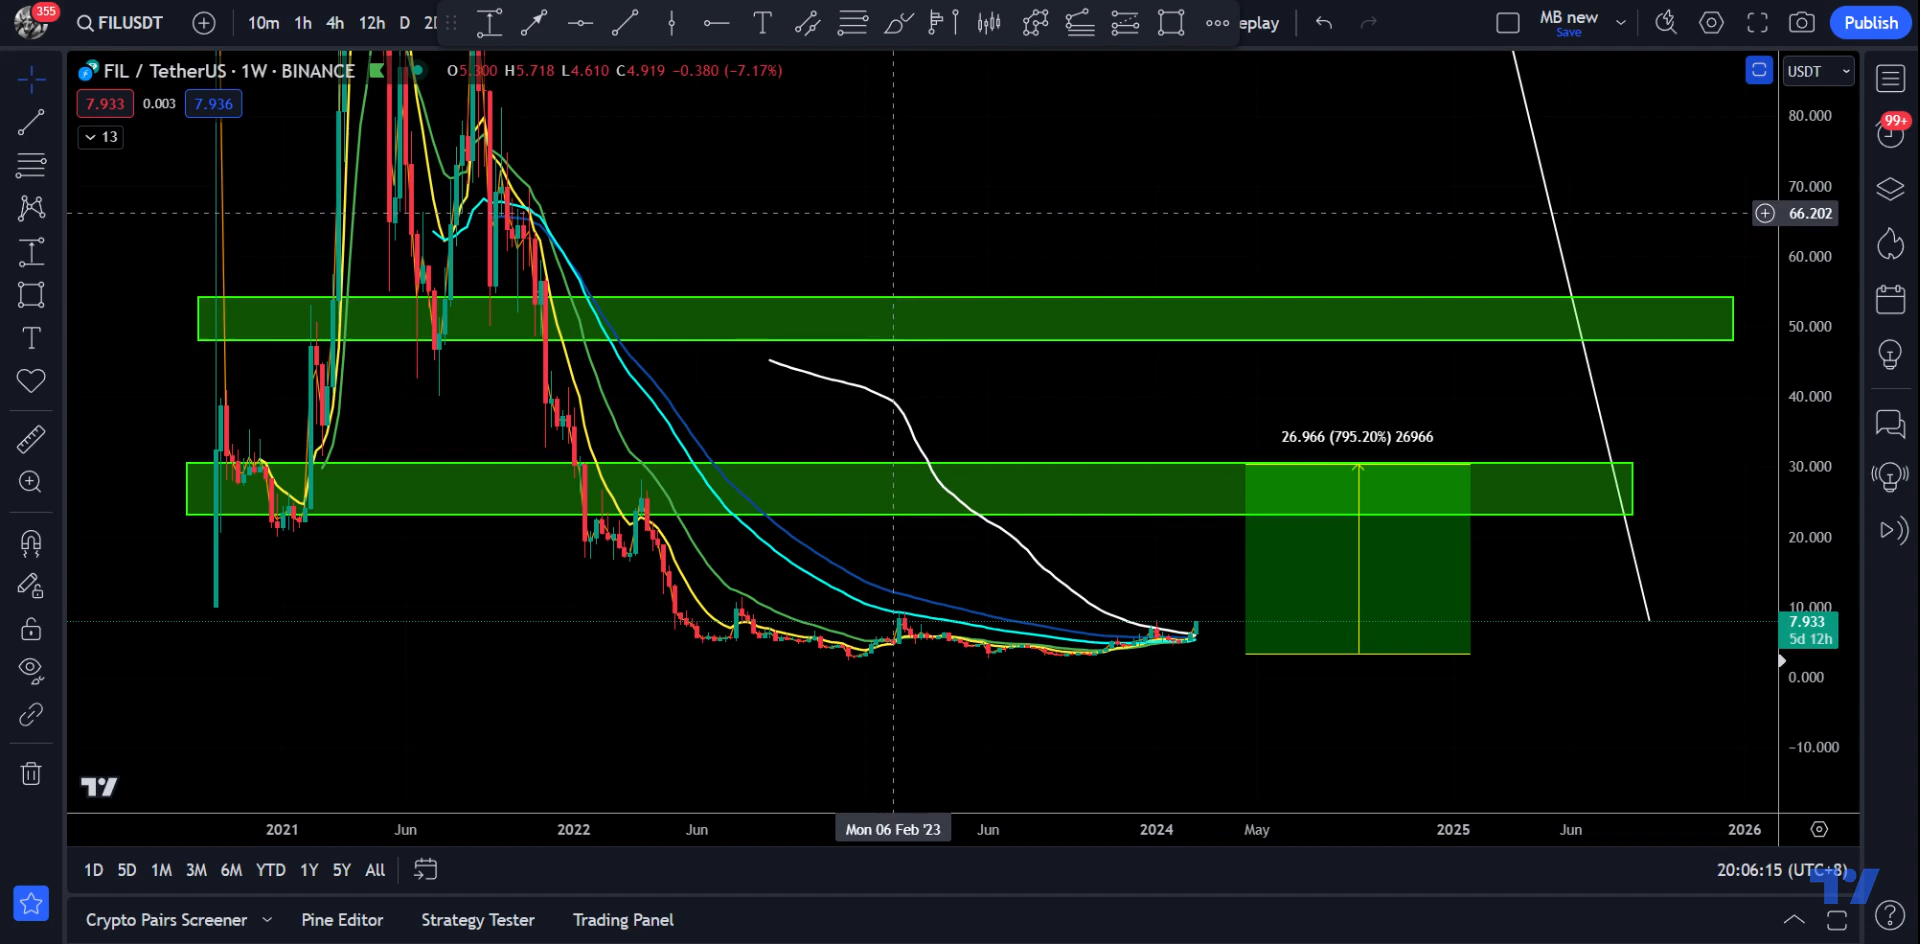 355
FILUSDT
10m 1h 4h 12h D
eplay
MB new
Save
Publish
FIL / TetherUS · 1W · BINANCE
O5.300 H5.718 L4.610 C4.919 -0.380 (-7.17%)
USDT
7.933 0.003 7.936
13
99+
80.000
70.000
66.202
60.000
50.000
40.000
26.966 (795.20%) 26966
30.000
20.000
10.000
7.933
5d 12h
0.000
-10.000
2021 Jun 2022 Jun Mon 06 Feb '23 Jun 2024 May 2025 Jun 2026
1D 5D 1M 3M 6M YTD 1Y 5Y All
20:06:15 (UTC+8)
Crypto Pairs Screener Pine Editor Strategy Tester Trading Panel